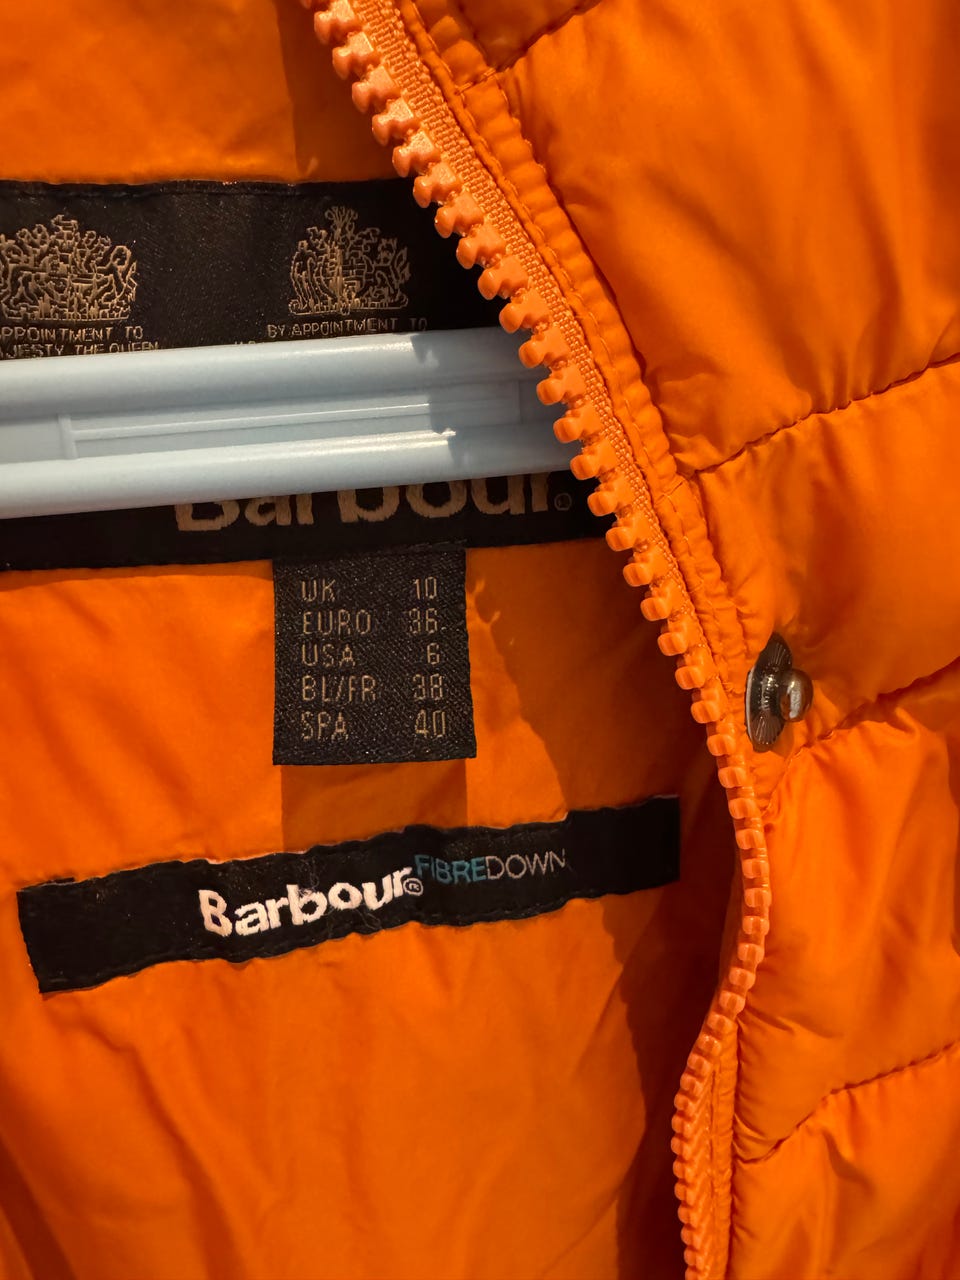 APPOINTMENT TO
AJESTY THE QUEEN
BY APPOINTMENT TO
Barbour®
UK 10
EURO 36
USA 6
BL/FR 38
SPA 40
Barbour® FIBREDOWN